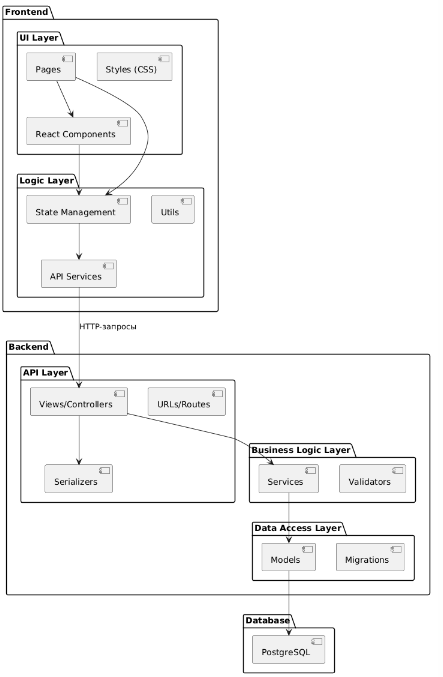 Frontend
UI Layer
Pages
Styles (CSS)
React Components
Logic Layer
State Management
Utils
API Services
HTTP-запросы
Backend
API Layer
Views/Controllers
URLs/Routes
Serializers
Business Logic Layer
Services
Validators
Data Access Layer
Models
Migrations
Database
PostgreSQL